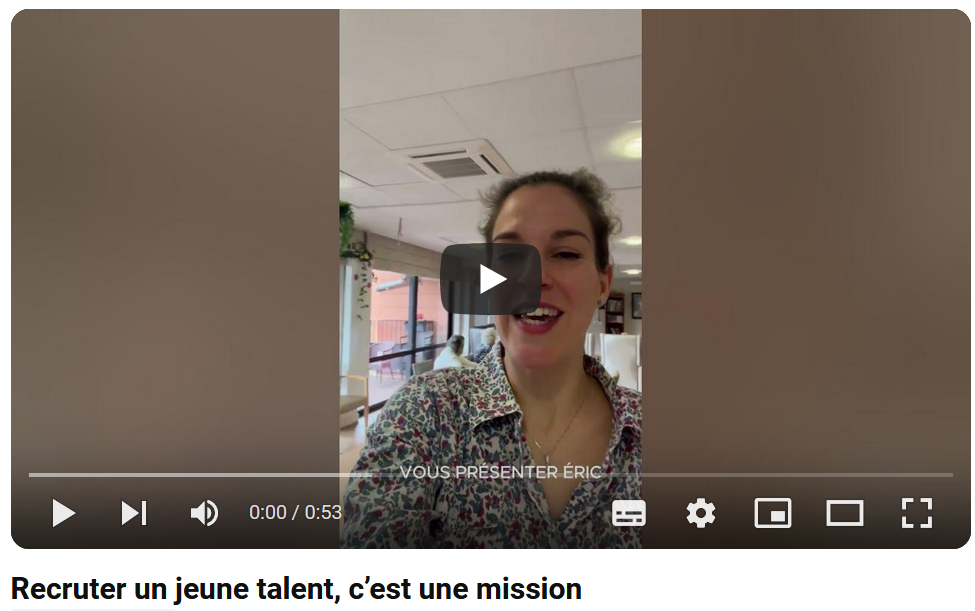 VOUS PRÉSENTER ÉRIC
0:00 / 0:53
Recruter un jeune talent, c’est une mission